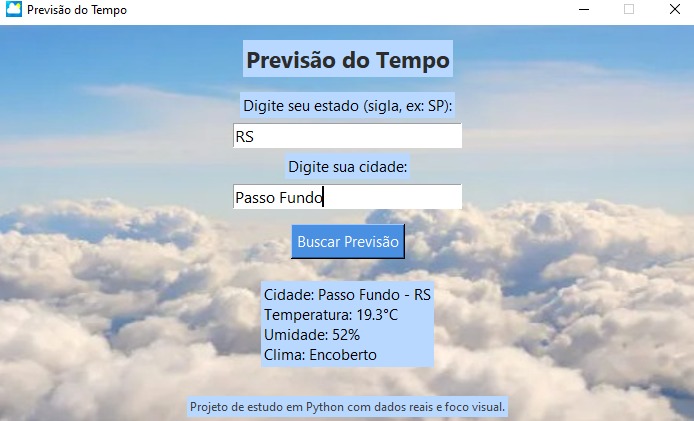 Previsão do Tempo
Previsão do Tempo
Digite seu estado (sigla, ex: SP):
RS
Digite sua cidade:
Passo Fundo
Buscar Previsão
Cidade: Passo Fundo - RS
Temperatura: 19.3°C
Umidade: 52%
Clima: Encoberto
Projeto de estudo em Python com dados reais e foco visual.